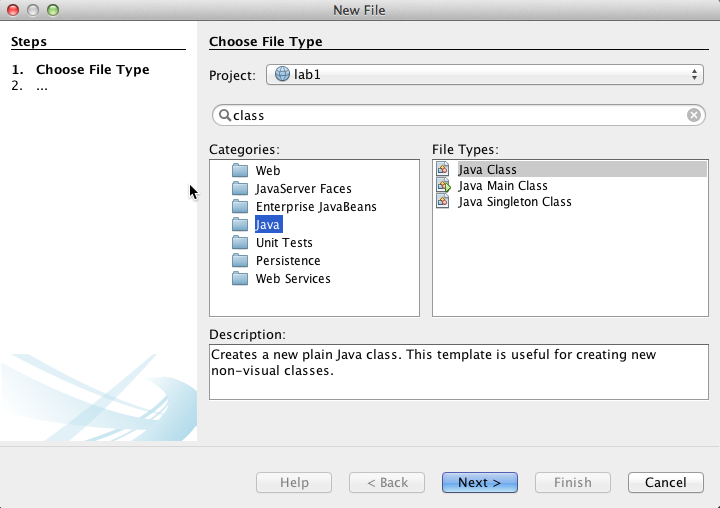 New File
Steps
1. Choose File Type
2. ...
Choose File Type
Project: lab1
class
Categories:
Web
JavaServer Faces
Enterprise JavaBeans
Java
Unit Tests
Persistence
Web Services
File Types:
Java Class
Java Main Class
Java Singleton Class
Description:
Creates a new plain Java class. This template is useful for creating new
non-visual classes.
Help < Back Next > Finish Cancel